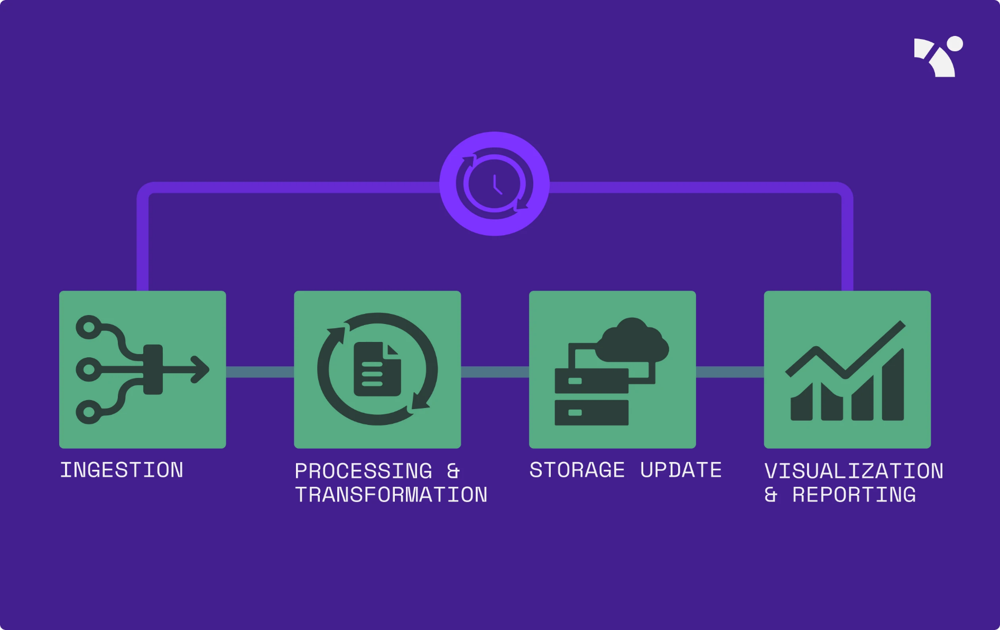 INGESTION
PROCESSING &
TRANSFORMATION
STORAGE UPDATE
VISUALIZATION
& REPORTING